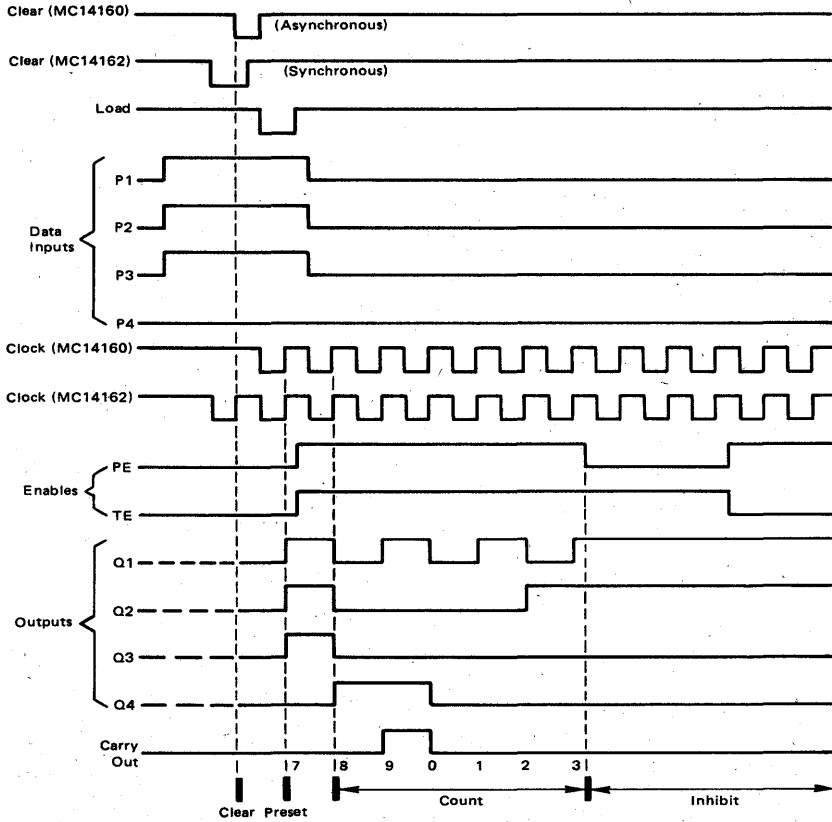 Clear (MC14160)
(Asynchronous)
Clear (MC14162)
(Synchronous)
Load
Data
Inputs
P1
P2
P3
P4
Clock (MC14160)
Clock (MC14162)
Enables
PE
TE
Outputs
Q1
Q2
Q3
Q4
Carry
Out
7 8 9 0 1 2 3
Clear Preset Count Inhibit